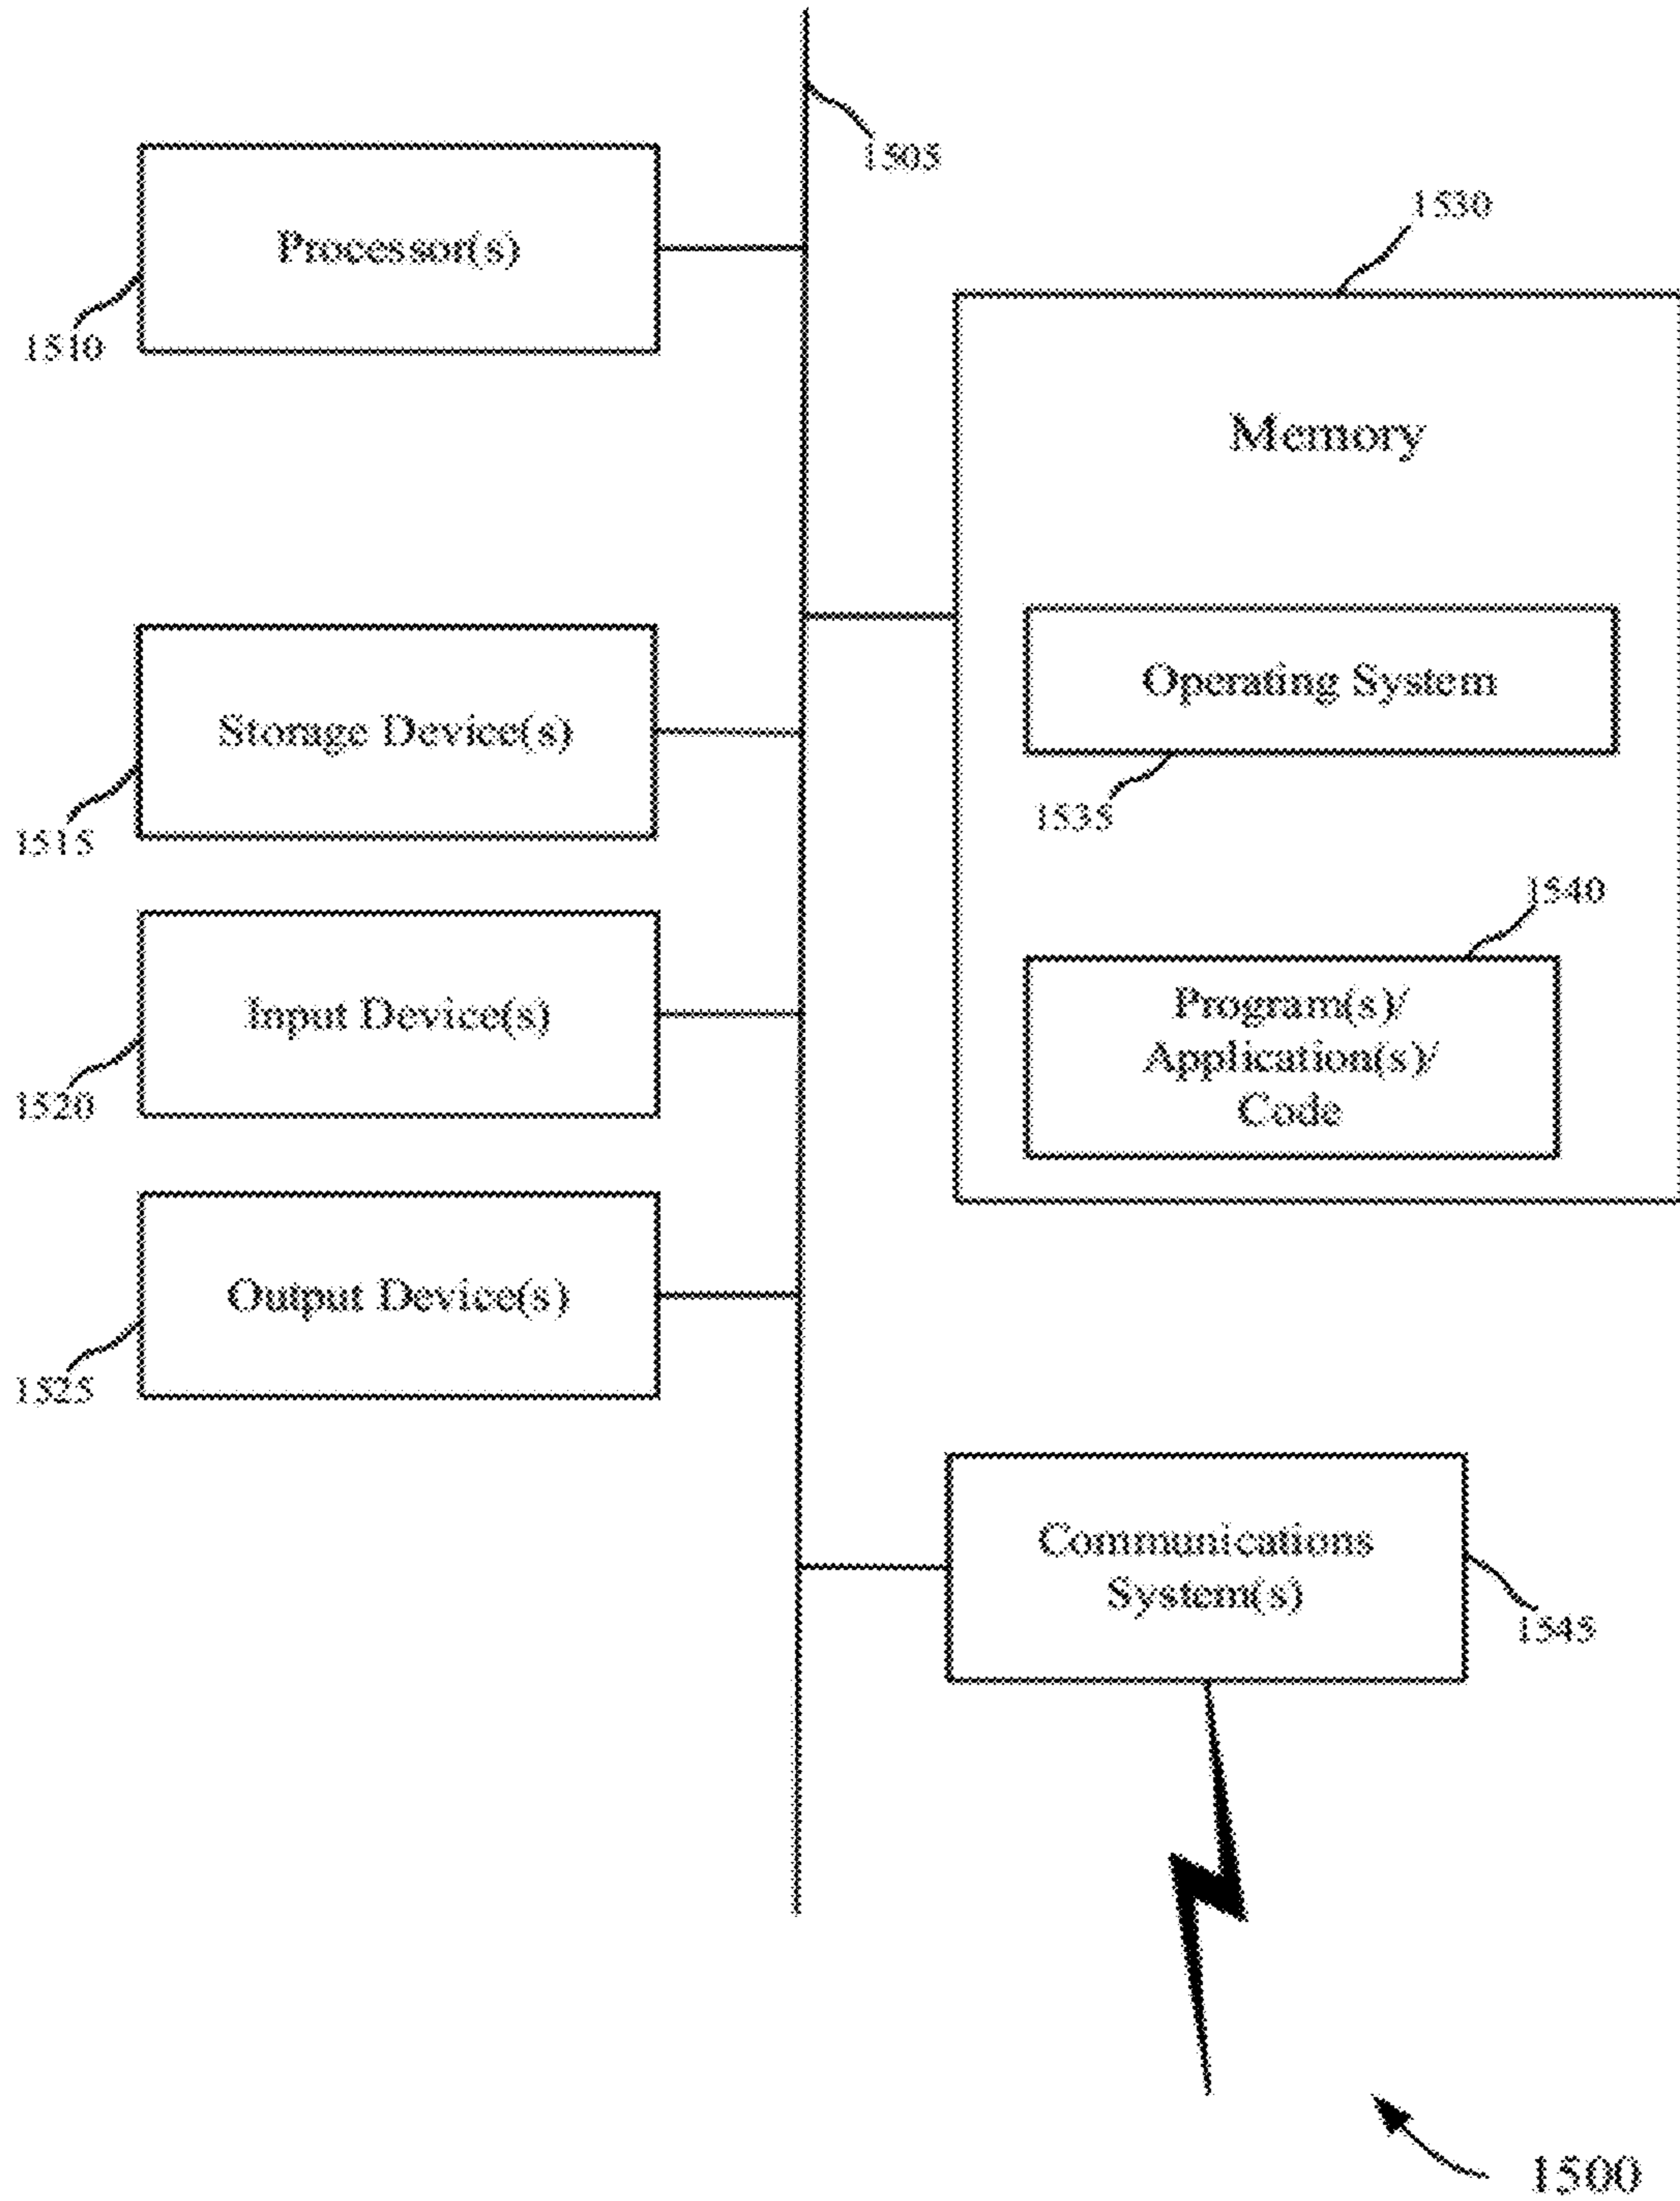 1505
Processor(s)
1510
1530
Memory
Operating System
1535
Storage Device(s)
1515
1540
Program(s)/
Application(s)/
Code
Input Device(s)
1520
Output Device(s)
1525
Communications
System(s)
1545
1500